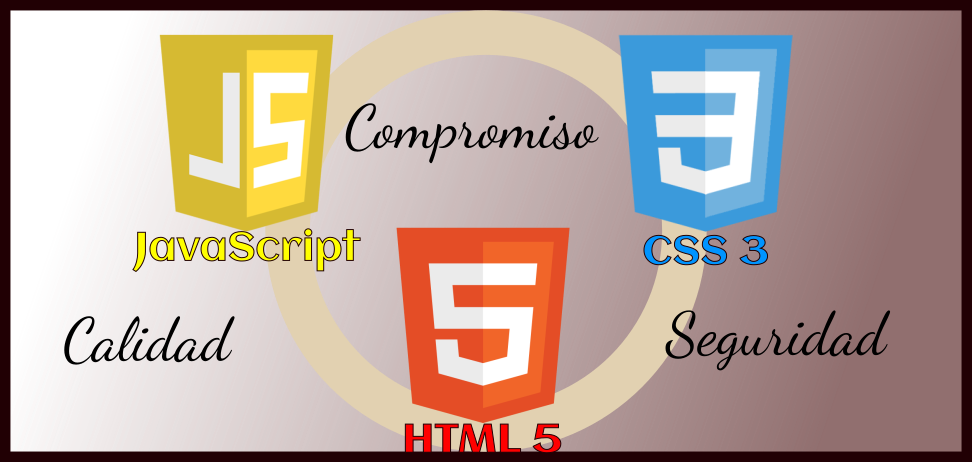 JS
Compromiso
3
JavaScript
CSS 3
5
Calidad
Seguridad
HTML 5